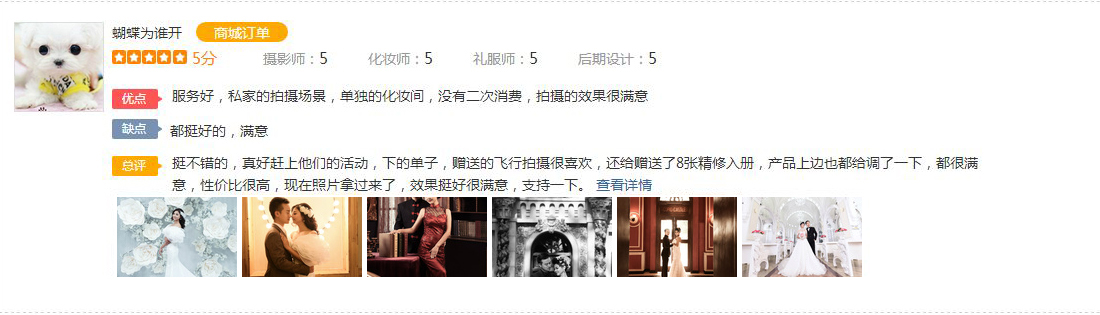 蝴蝶为谁开 商城订单
5分 摄影师：5 化妆师：5 礼服师：5 后期设计：5
优点 服务好，私家的拍摄场景，单独的化妆间，没有二次消费，拍摄的效果很满意
缺点 都挺好的，满意
总评 挺不错的，真好赶上他们的活动，下的单子，赠送的飞行拍摄很喜欢，还给赠送了8张精修入册，产品上边也都给调了一下，都很满
意，性价比很高，现在照片拿过来了，效果挺好很满意，支持一下。 查看详情